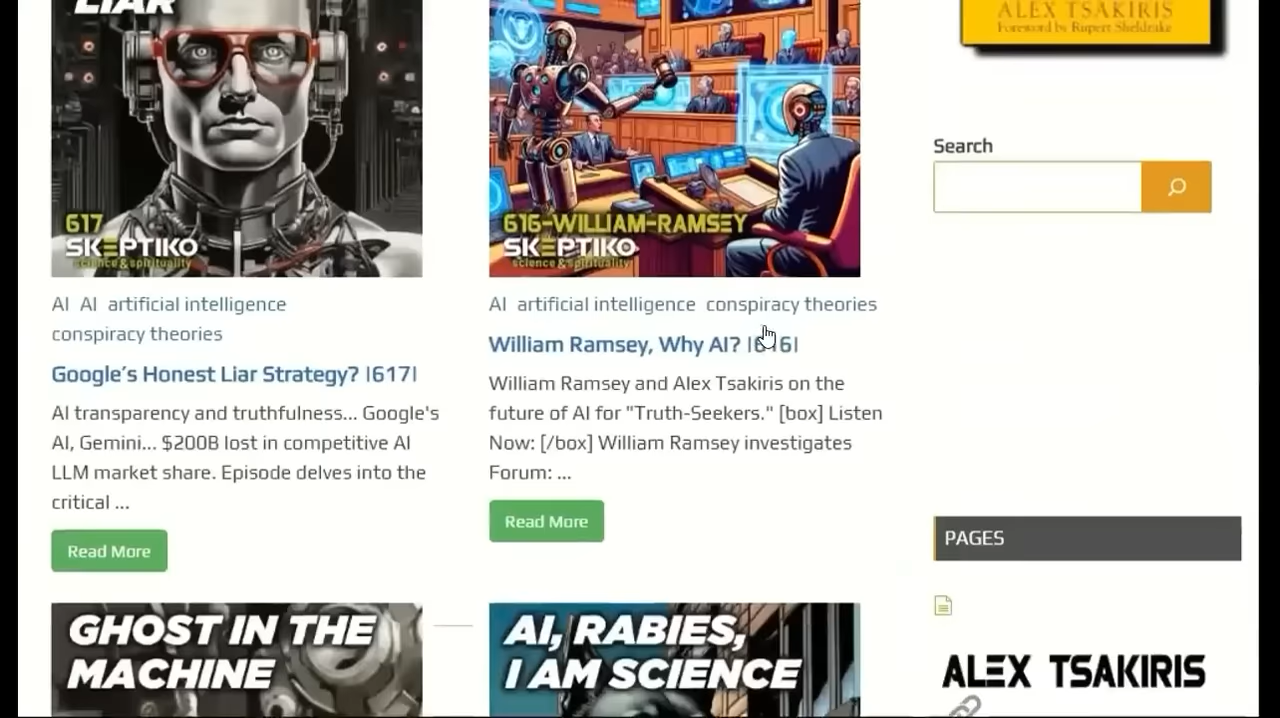 LIAR
617
SKEPTIKO
science&spirituality
AI AI artificial intelligence
conspiracy theories
Google's Honest Liar Strategy? |617|
AI transparency and truthfulness... Google's
AI, Gemini... $200B lost in competitive AI
LLM market share. Episode delves into the
critical ...
Read More
616-WILLIAM-RAMSEY
SKEPTIKO
science&spirituality
AI artificial intelligence conspiracy theories
William Ramsey, Why AI? |616|
William Ramsey and Alex Tsakiris on the
future of AI for "Truth-Seekers." [box] Listen
Now: [/box] William Ramsey investigates
Forum: ...
Read More
GHOST IN THE
MACHINE
AI, RABIES,
I AM SCIENCE
ALEX TSAKIRIS
Foreword by Rupert Sheldrake
Search
PAGES
ALEX TSAKIRIS